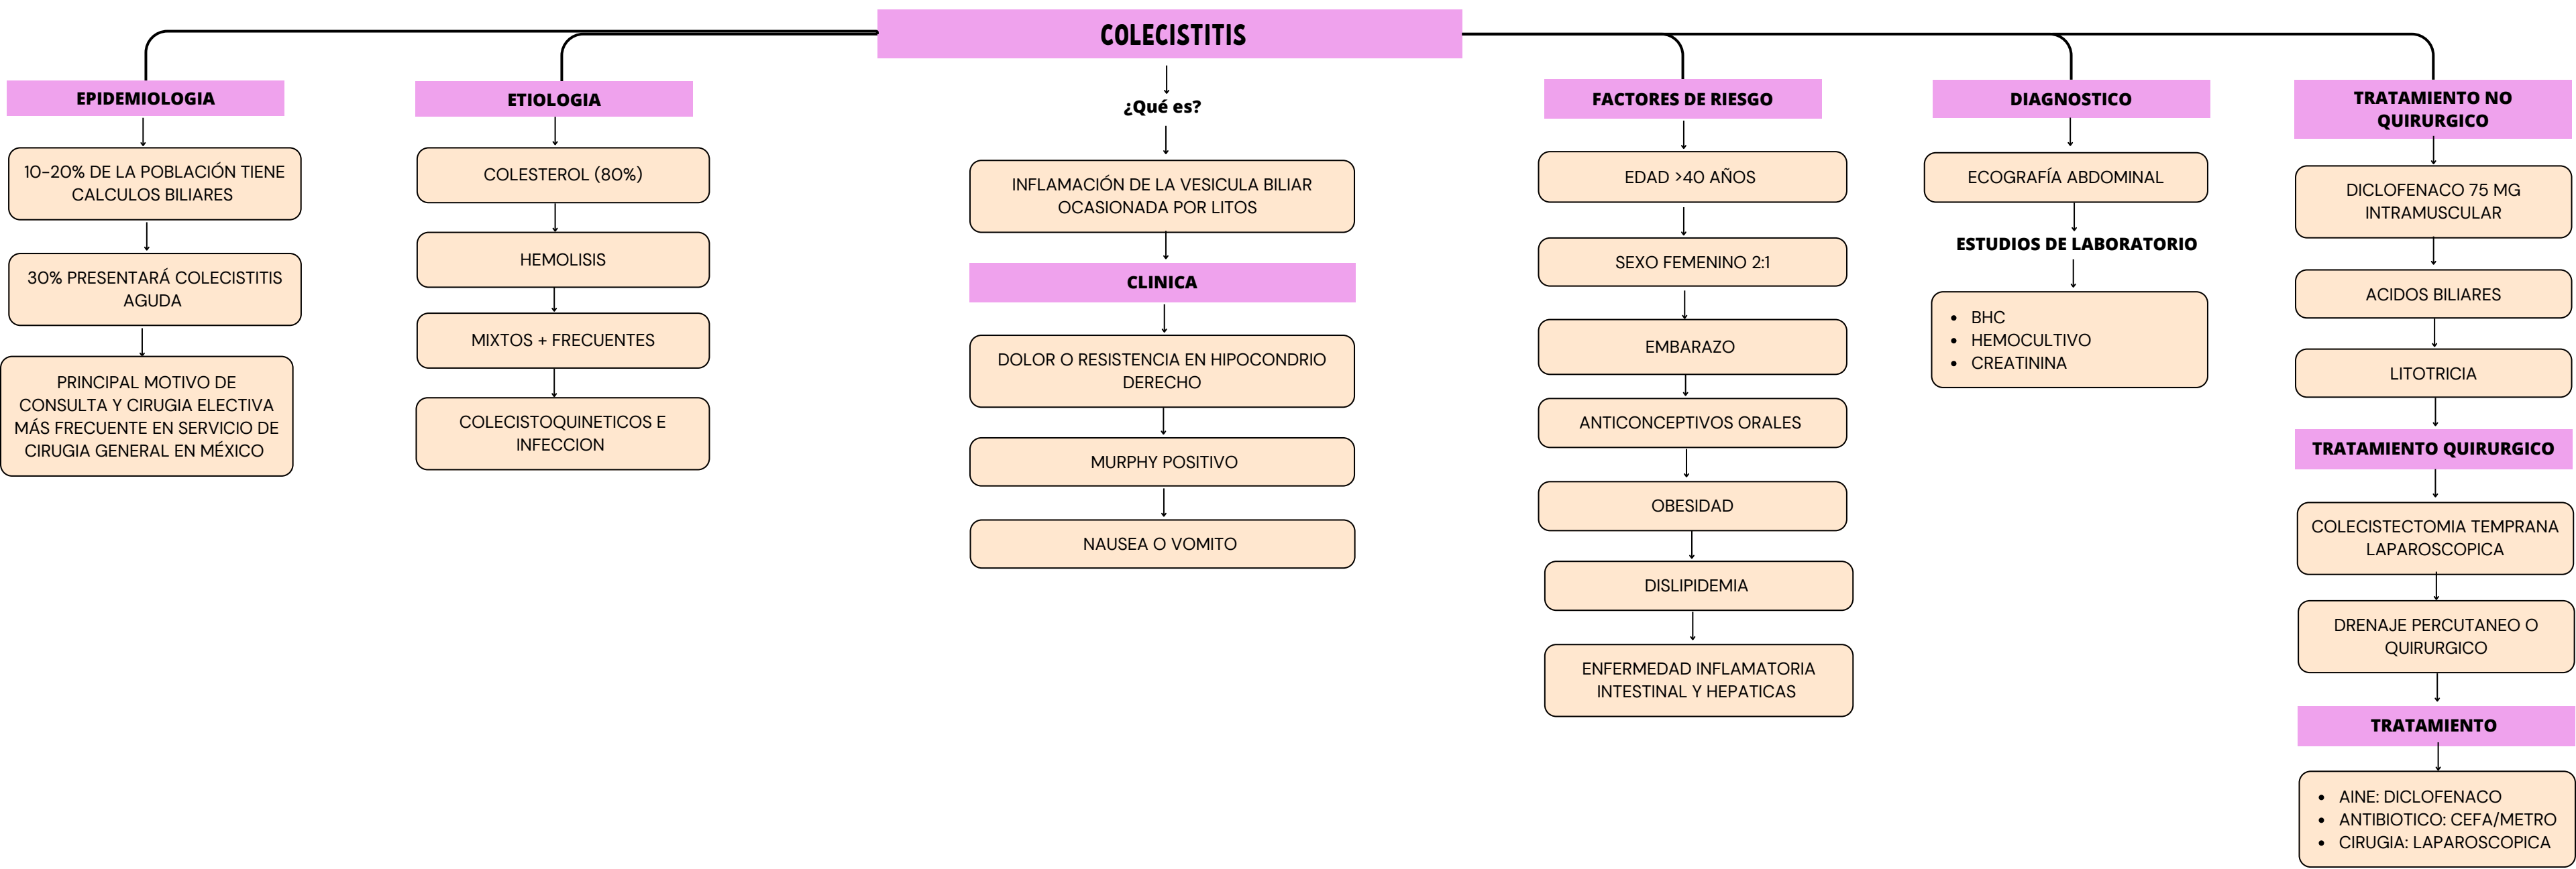 COLECISTITIS
EPIDEMIOLOGIA
10-20% DE LA POBLACIÓN TIENE
CALCULOS BILIARES
30% PRESENTARÁ COLECISTITIS
AGUDA
PRINCIPAL MOTIVO DE
CONSULTA Y CIRUGIA ELECTIVA
MÁS FRECUENTE EN SERVICIO DE
CIRUGIA GENERAL EN MÉXICO
ETIOLOGIA
COLESTEROL (80%)
HEMOLISIS
MIXTOS + FRECUENTES
COLECISTOQUINETICOS E
INFECCION
¿Qué es?
INFLAMACIÓN DE LA VESICULA BILIAR
OCASIONADA POR LITOS
CLINICA
DOLOR O RESISTENCIA EN HIPOCONDRIO
DERECHO
MURPHY POSITIVO
NAUSEA O VOMITO
FACTORES DE RIESGO
EDAD >40 AÑOS
SEXO FEMENINO 2:1
EMBARAZO
ANTICONCEPTIVOS ORALES
OBESIDAD
DISLIPIDEMIA
ENFERMEDAD INFLAMATORIA
INTESTINAL Y HEPATICAS
DIAGNOSTICO
ECOGRAFÍA ABDOMINAL
ESTUDIOS DE LABORATORIO
• BHC
• HEMOCULTIVO
• CREATININA
TRATAMIENTO NO
QUIRURGICO
DICLOFENACO 75 MG
INTRAMUSCULAR
ACIDOS BILIARES
LITOTRICIA
TRATAMIENTO QUIRURGICO
COLECISTECTOMIA TEMPRANA
LAPAROSCOPICA
DRENAJE PERCUTANEO O
QUIRURGICO
TRATAMIENTO
• AINE: DICLOFENACO
• ANTIBIOTICO: CEFA/METRO
• CIRUGIA: LAPAROSCOPICA